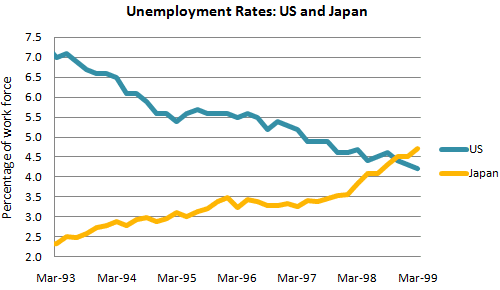 Unemployment Rates: US and Japan
Percentage of work force
7.5
7.0
6.5
6.0
5.5
5.0
4.5
4.0
3.5
3.0
2.5
2.0
US
Japan
Mar-93 Mar-94 Mar-95 Mar-96 Mar-97 Mar-98 Mar-99